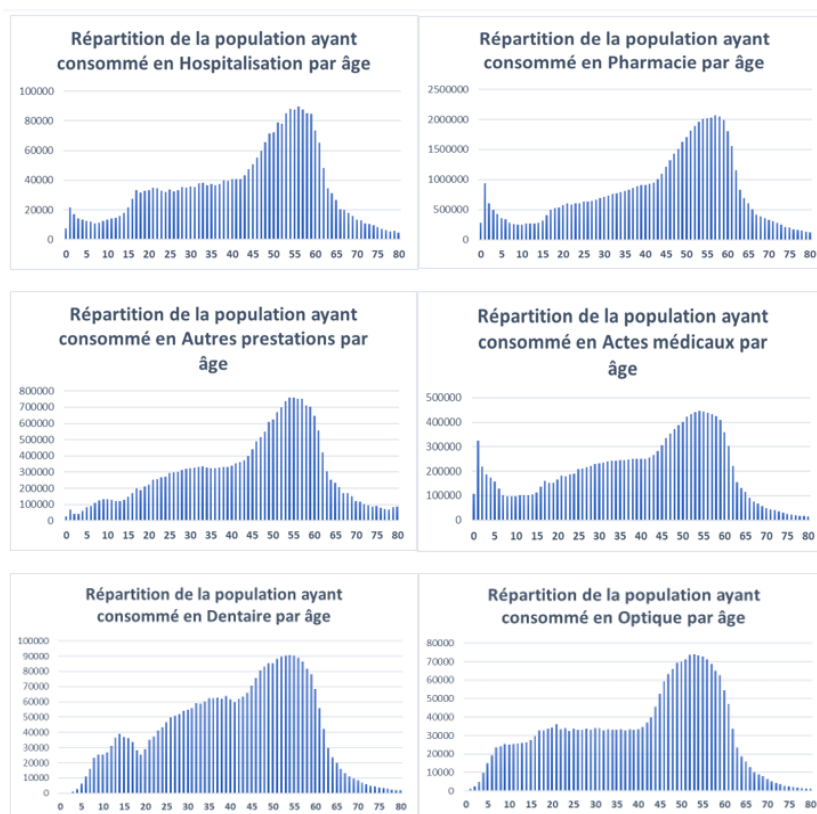 Répartition de la population ayant
consommé en Hospitalisation par âge
100000
80000
60000
40000
20000
0
0 5 10 15 20 25 30 35 40 45 50 55 60 65 70 75 80
Répartition de la population ayant
consommé en Pharmacie par âge
2500000
2000000
1500000
1000000
500000
0
0 5 10 15 20 25 30 35 40 45 50 55 60 65 70 75 80
Répartition de la population ayant
consommé en Autres prestations par
âge
800000
700000
600000
500000
400000
300000
200000
100000
0
0 5 10 15 20 25 30 35 40 45 50 55 60 65 70 75 80
Répartition de la population ayant
consommé en Actes médicaux par
âge
500000
400000
300000
200000
100000
0
0 5 10 15 20 25 30 35 40 45 50 55 60 65 70 75 80
Répartition de la population ayant
consommé en Dentaire par âge
100000
90000
80000
70000
60000
50000
40000
30000
20000
10000
0
0 5 10 15 20 25 30 35 40 45 50 55 60 65 70 75 80
Répartition de la population ayant
consommé en Optique par âge
80000
70000
60000
50000
40000
30000
20000
10000
0
0 5 10 15 20 25 30 35 40 45 50 55 60 65 70 75 80